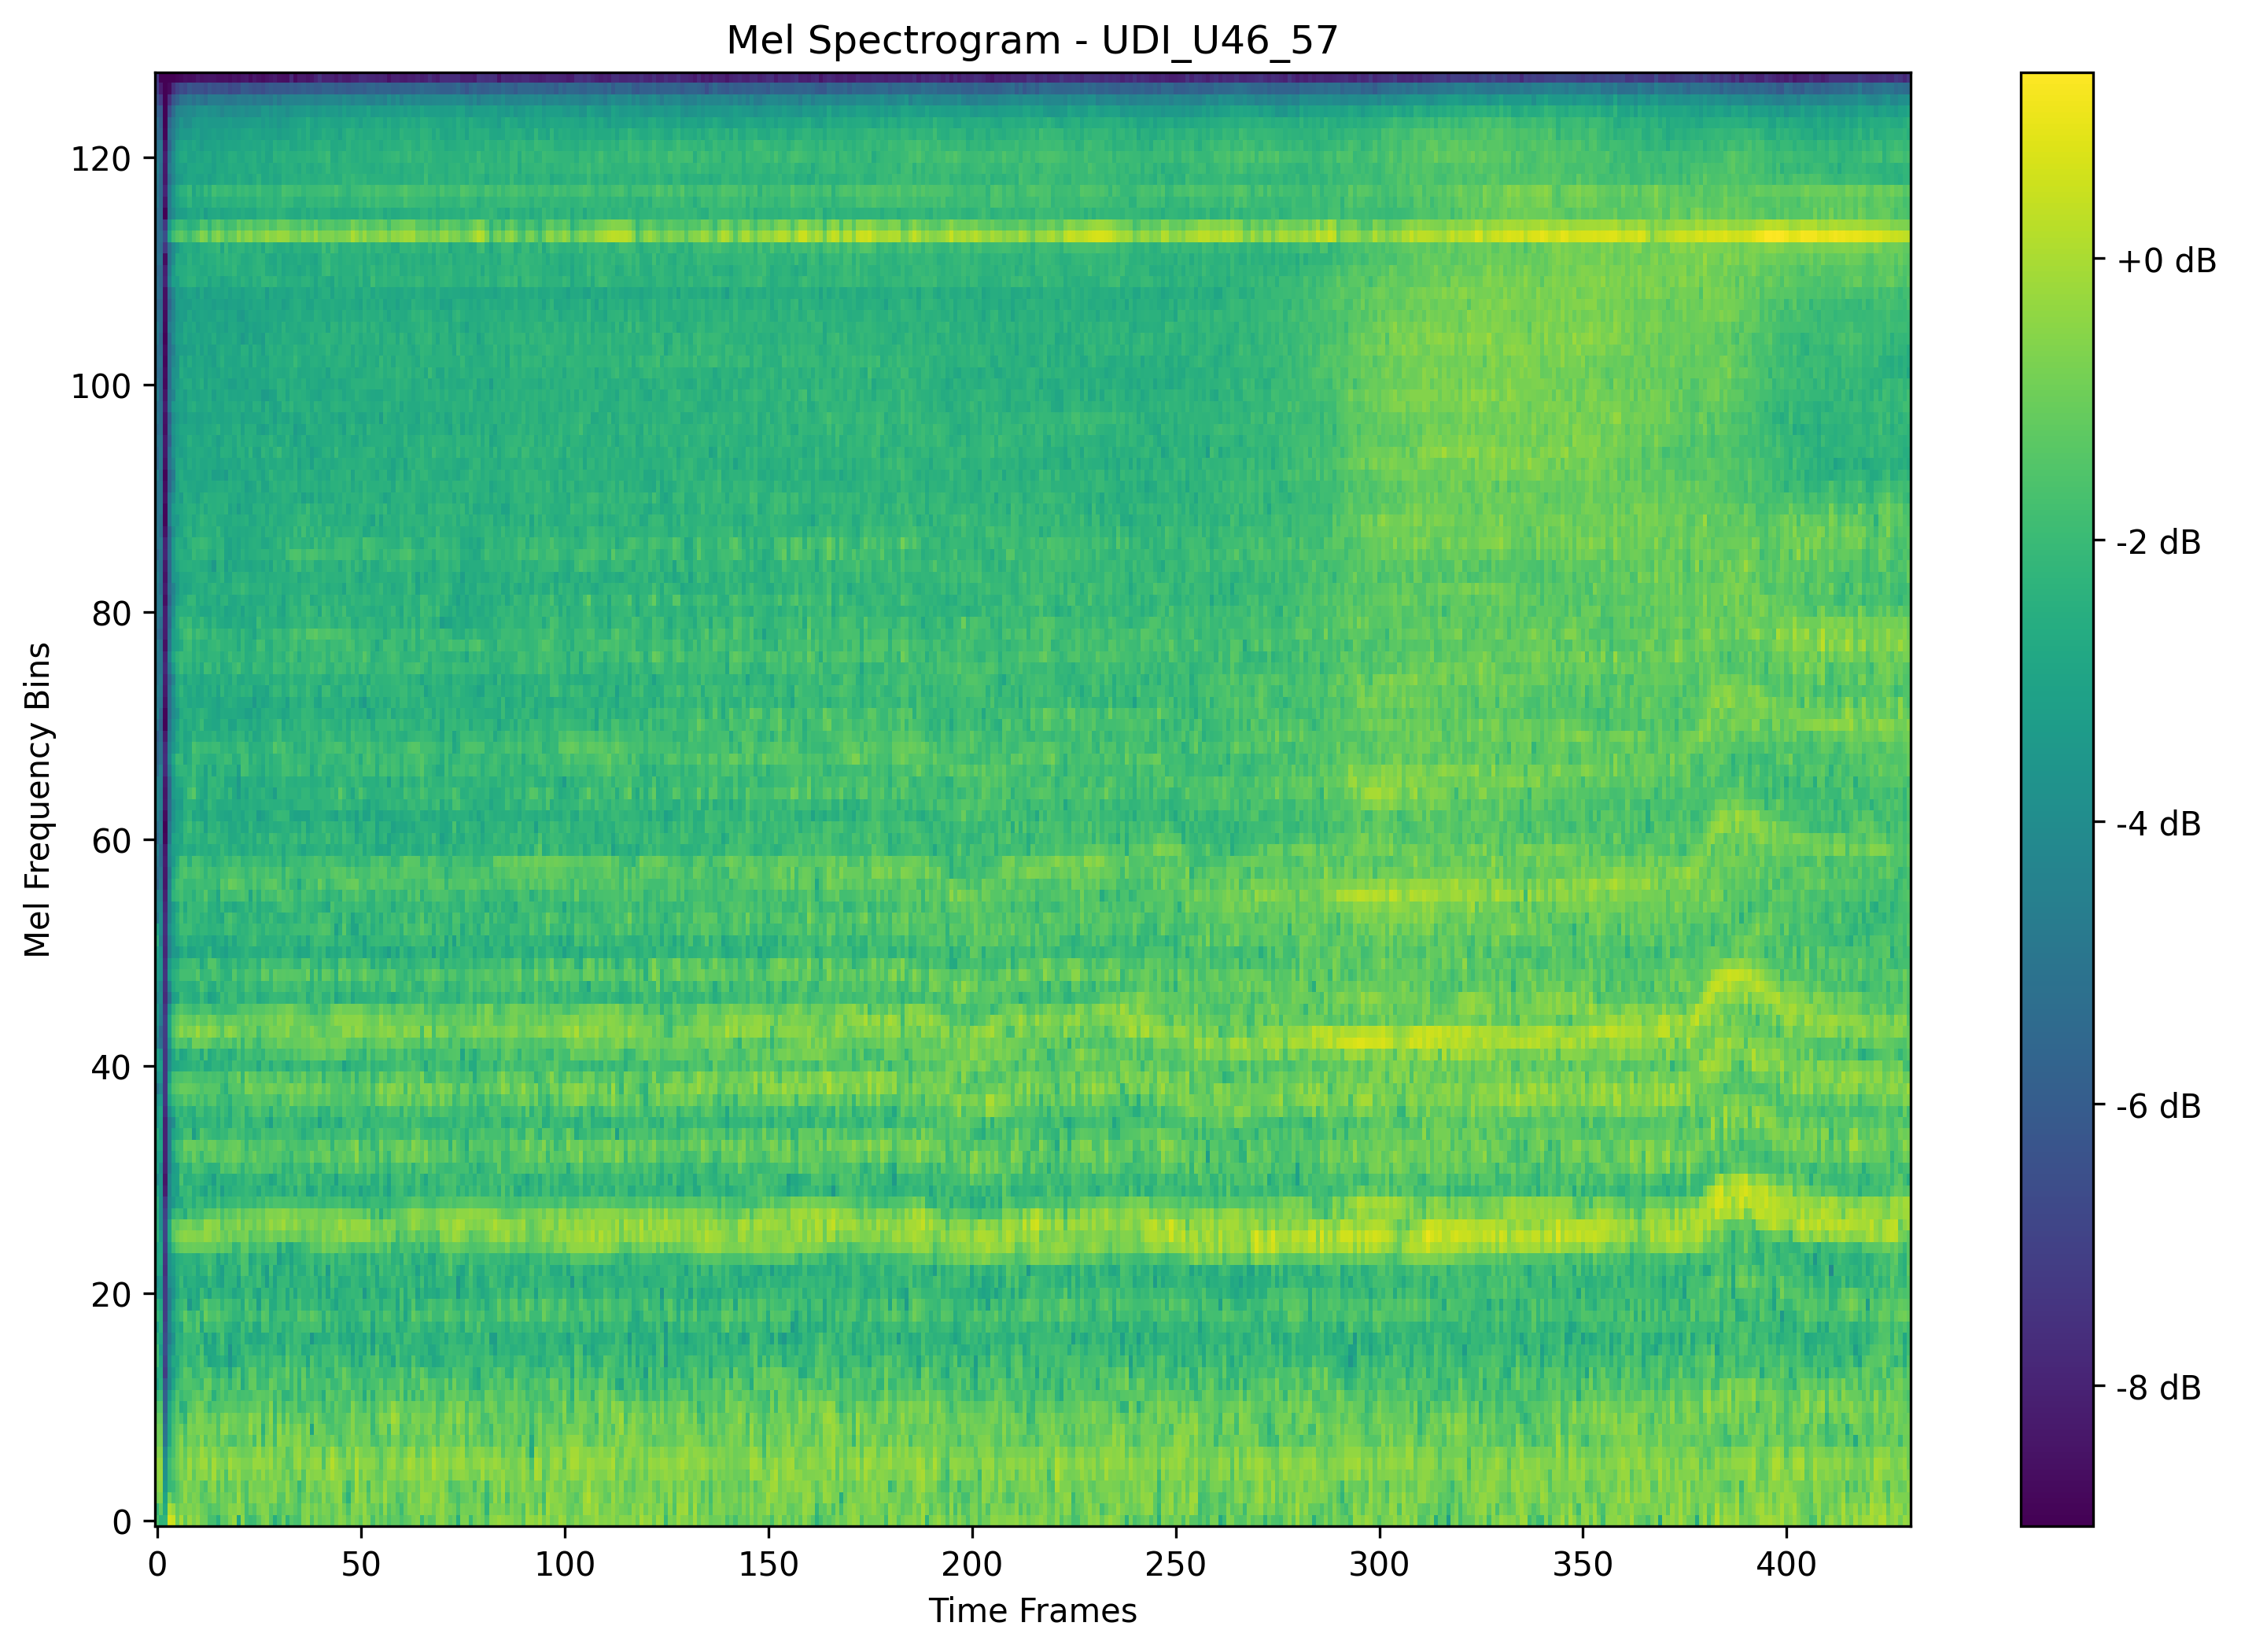 Mel Spectrogram - UDI_U46_57
120
100
80
60
40
20
0
Mel Frequency Bins
0 50 100 150 200 250 300 350 400
Time Frames
+0 dB
-2 dB
-4 dB
-6 dB
-8 dB